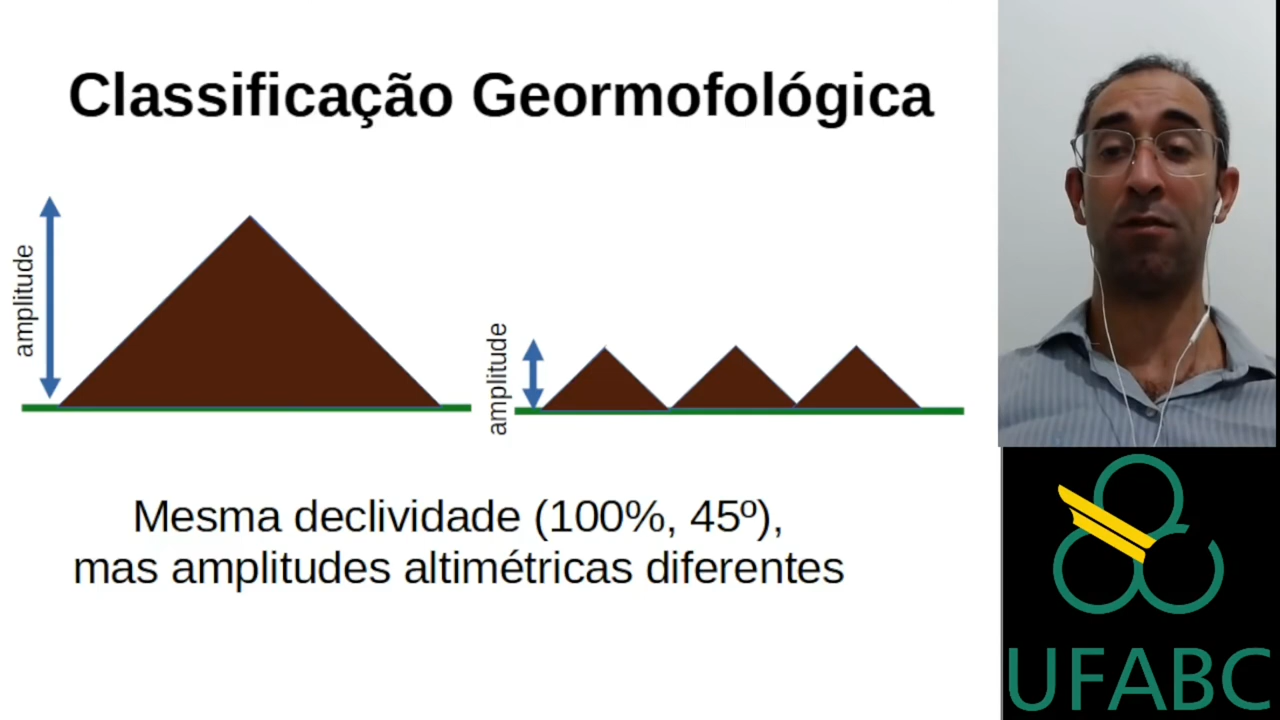 Classificação Geormofológica
amplitude
amplitude
Mesma declividade (100%, 45º),
mas amplitudes altimétricas diferentes
UFABC